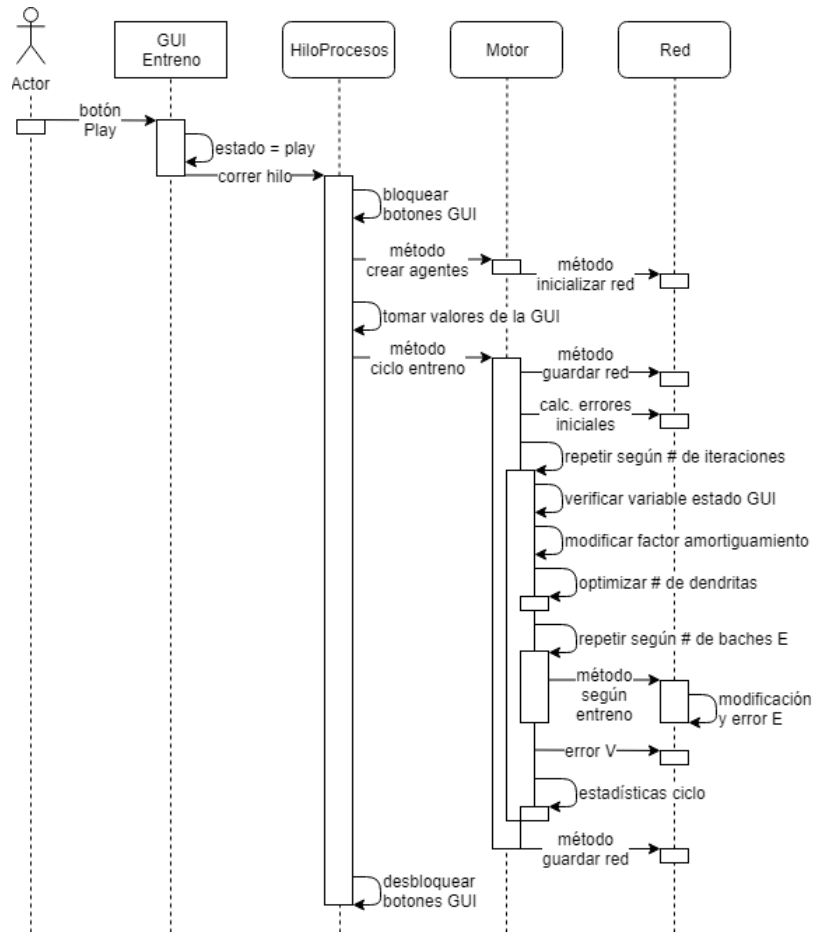 GUI
Entreno
HiloProcesos
Motor
Red
Actor
botón
Play
estado = play
correr hilo
bloquear
botones GUI
método
crear agentes
método
inicializar red
tomar valores de la GUI
método
ciclo entreno
método
guardar red
calc. errores
iniciales
repetir según # de iteraciones
verificar variable estado GUI
modificar factor amortiguamiento
optimizar # de dendritas
repetir según # de baches E
método
según
entreno
modificación
y error E
error V
estadísticas ciclo
método
guardar red
desbloquear
botones GUI